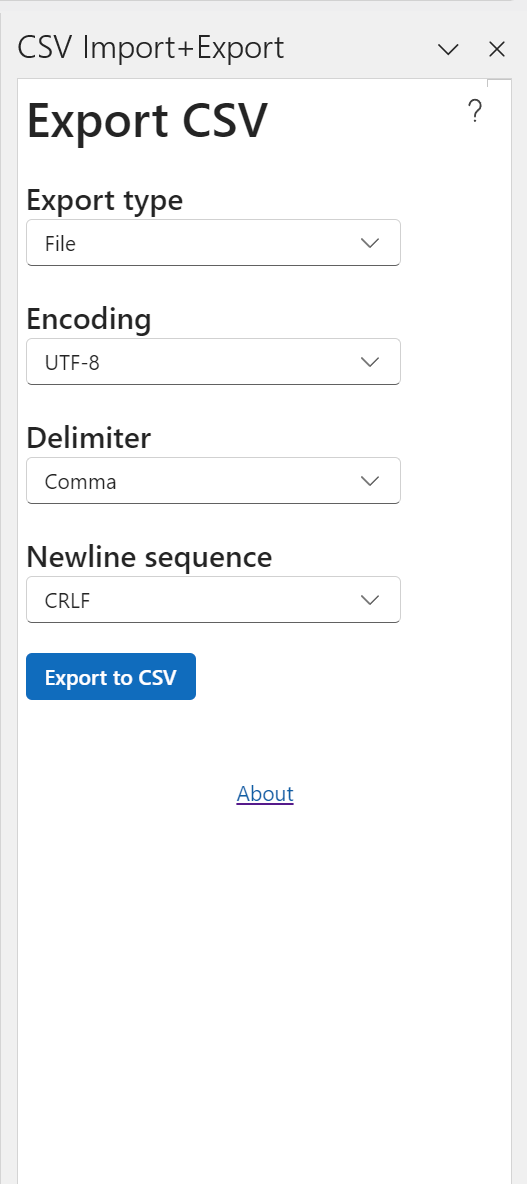 CSV Import+Export
Export CSV
?
Export type
File
Encoding
UTF-8
Delimiter
Comma
Newline sequence
CRLF
Export to CSV
About